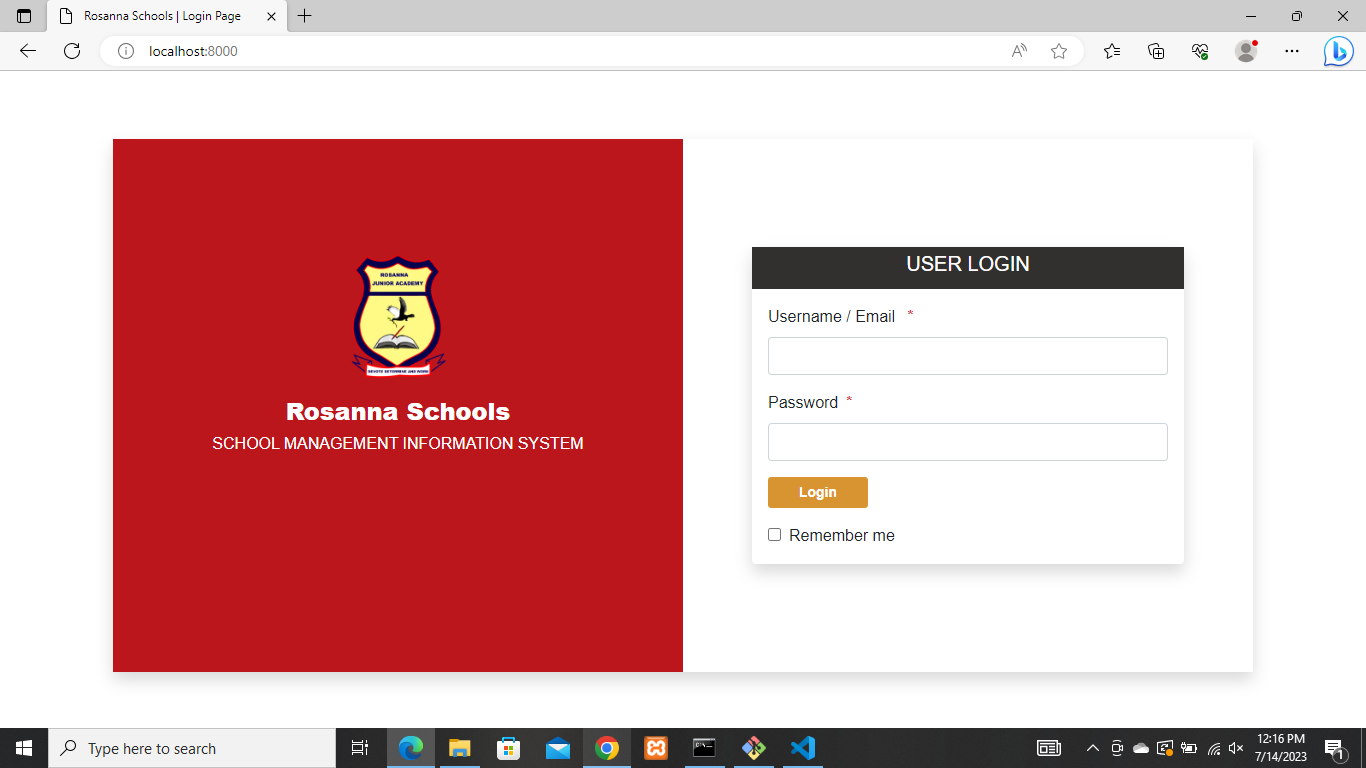 Rosanna Schools | Login Page
localhost:8000
ROSANNA
JUNIOR ACADEMY
Rosanna Schools
SCHOOL MANAGEMENT INFORMATION SYSTEM
USER LOGIN
Username / Email *
Password *
Login
Remember me
Type here to search
12:16 PM
7/14/2023
1